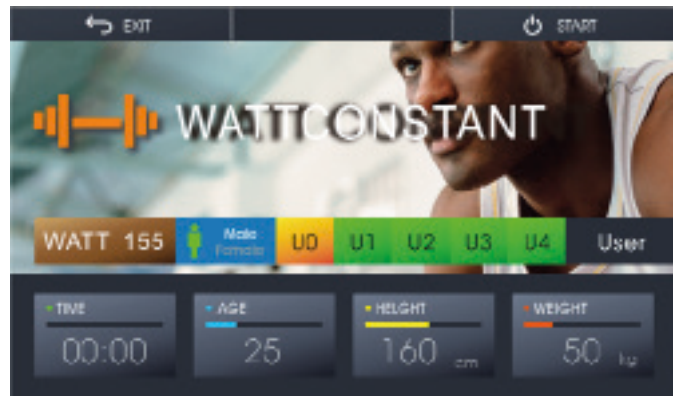 EXIT
START
WATTCONSTANT
WATT 155
Male
Female
U0 U1 U2 U3 U4 User
TIME
AGE
HELGHT
WEIGHT
00:00
25
160 cm
50 kg